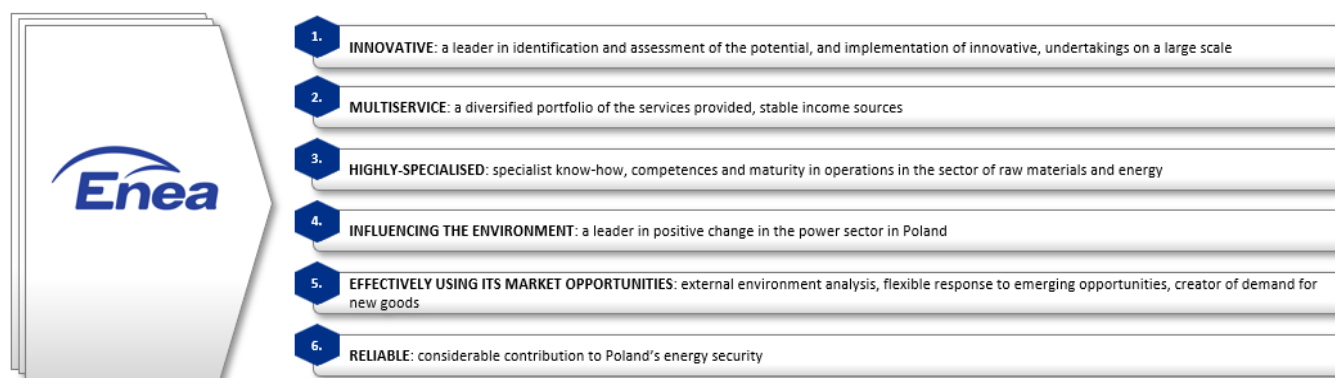 Enea
1.
INNOVATIVE: a leader in identification and assessment of the potential, and implementation of innovative, undertakings on a large scale
2.
MULTISERVICE: a diversified portfolio of the services provided, stable income sources
3.
HIGHLY-SPECIALISED: specialist know-how, competences and maturity in operations in the sector of raw materials and energy
4.
INFLUENCING THE ENVIRONMENT: a leader in positive change in the power sector in Poland
5.
EFFECTIVELY USING ITS MARKET OPPORTUNITIES: external environment analysis, flexible response to emerging opportunities, creator of demand for
new goods
6.
RELIABLE: considerable contribution to Poland's energy security